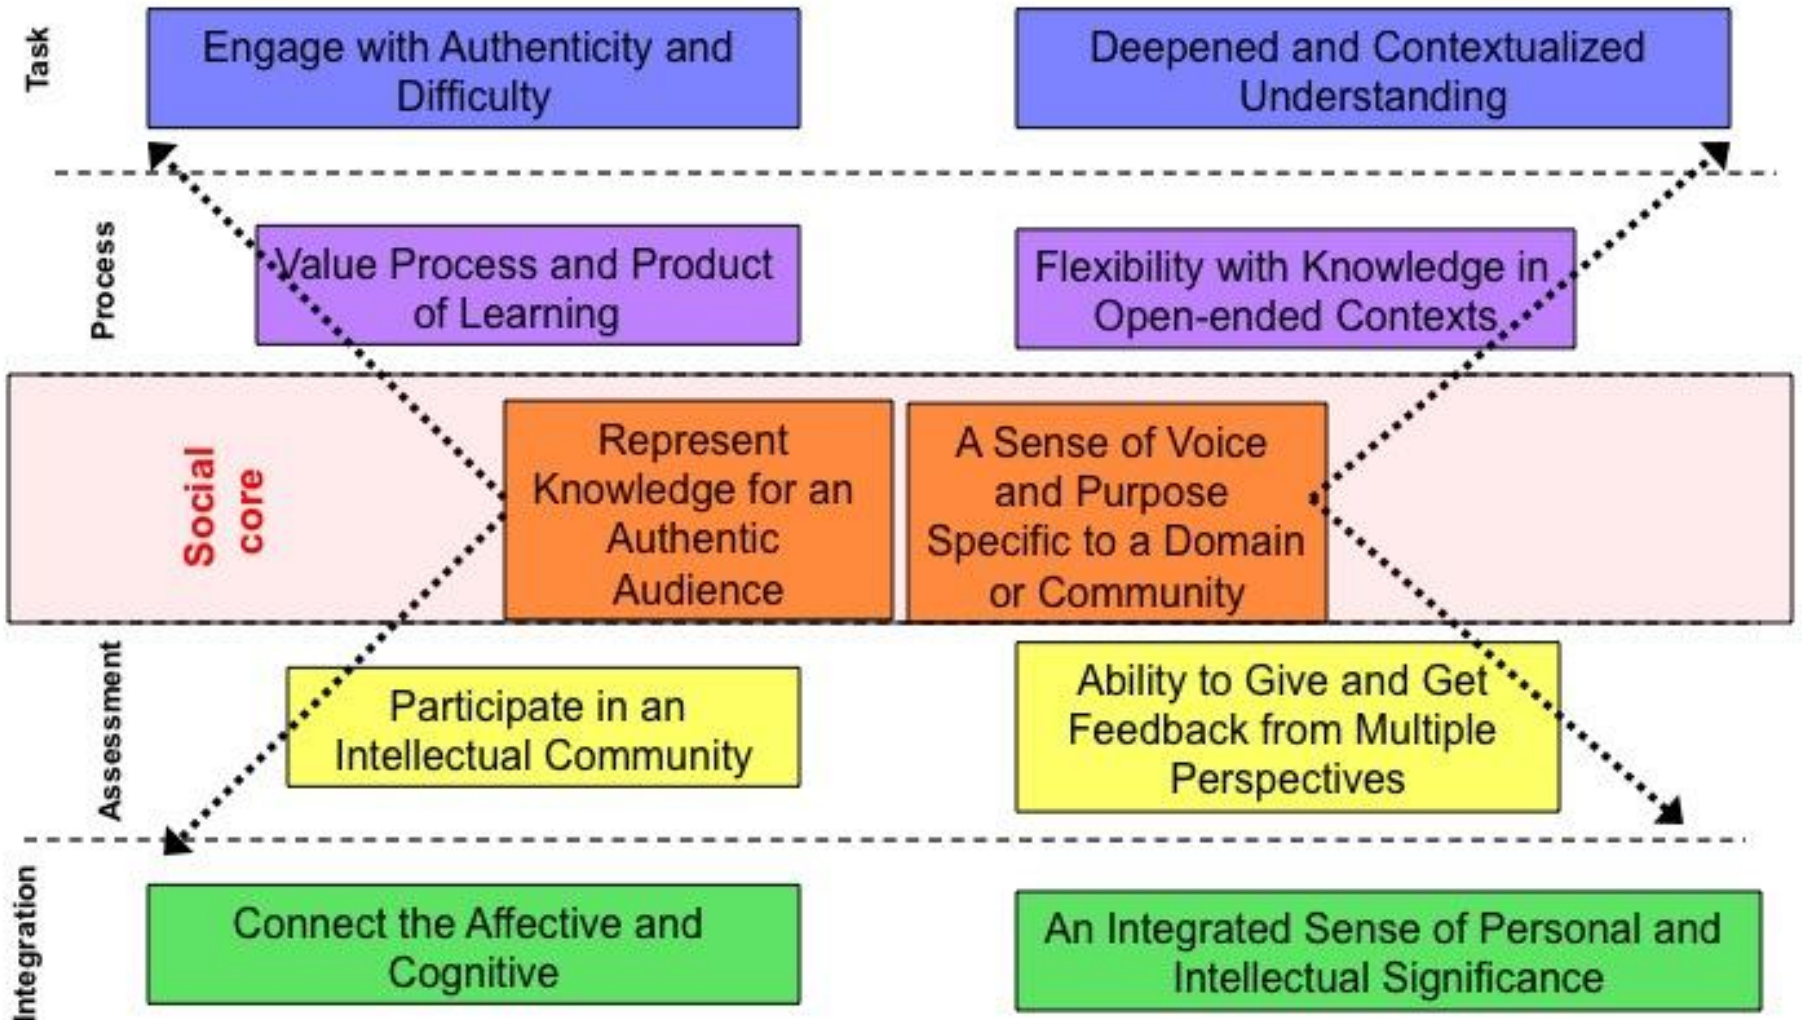 Task
Engage with Authenticity and
Difficulty
Deepened and Contextualized
Understanding
Process
Value Process and Product
of Learning
Flexibility with Knowledge in
Open-ended Contexts
Social
core
Represent
Knowledge for an
Authentic
Audience
A Sense of Voice
and Purpose
Specific to a Domain
or Community
Assessment
Participate in an
Intellectual Community
Ability to Give and Get
Feedback from Multiple
Perspectives
Integration
Connect the Affective and
Cognitive
An Integrated Sense of Personal and
Intellectual Significance